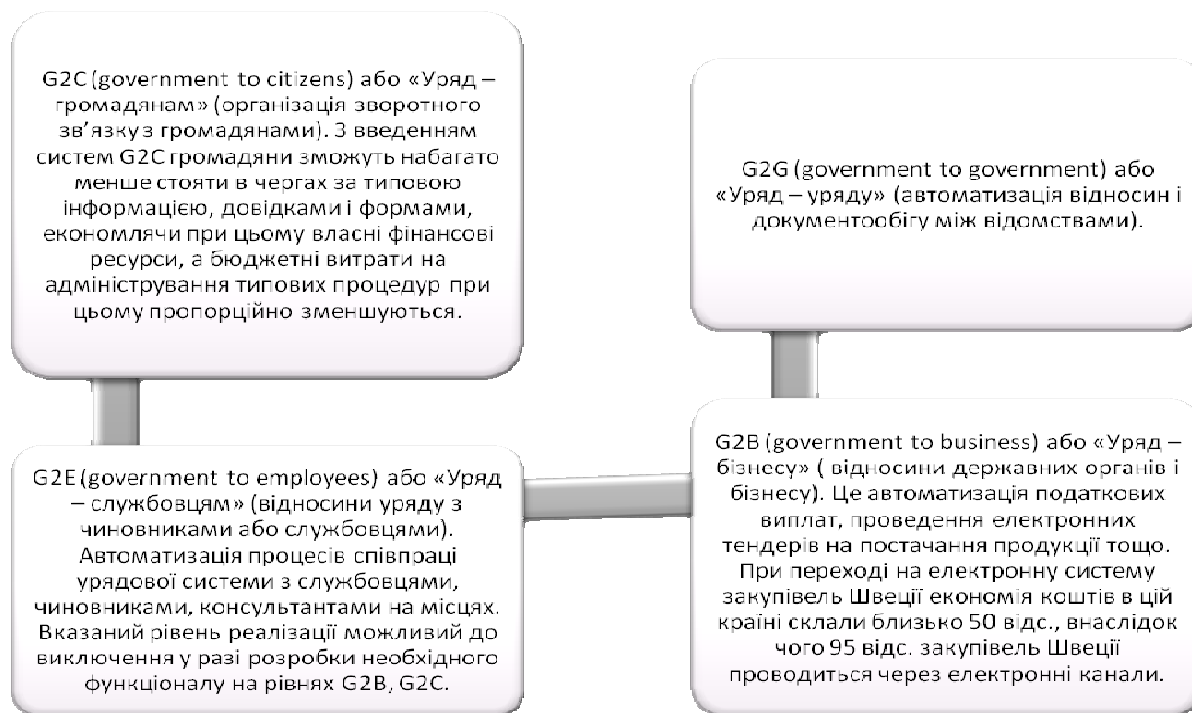 G2C (government to citizens) або «Уряд –
громадянам» (організація зворотного
зв’язку з громадянами). З введенням
систем G2C громадяни зможуть набагато
менше стояти в чергах за типовою
інформацією, довідками і формами,
економлячи при цьому власні фінансові
ресурси, а бюджетні витрати на
адміністрування типових процедур при
цьому пропорційно зменшуються.
G2E (government to employees) або «Уряд
– службовцям» (відносини уряду з
чиновниками або службовцями).
Автоматизація процесів співпраці
урядової системи з службовцями,
чиновниками, консультантами на місцях.
Вказаний рівень реалізації можливий до
виключення у разі розробки необхідного
функціоналу на рівнях G2B, G2C.
G2G (government to government) або
«Уряд – уряду» (автоматизація відносин і
документообігу між відомствами).
G2B (government to business) або «Уряд –
бізнесу» ( відносини державних органів і
бізнесу). Це автоматизація податкових
виплат, проведення електронних
тендерів на постачання продукції тощо.
При переході на електронну систему
закупівель Швеції економія коштів в цій
країні склали близько 50 відс., внаслідок
чого 95 відс. закупівель Швеції
проводиться через електронні канали.